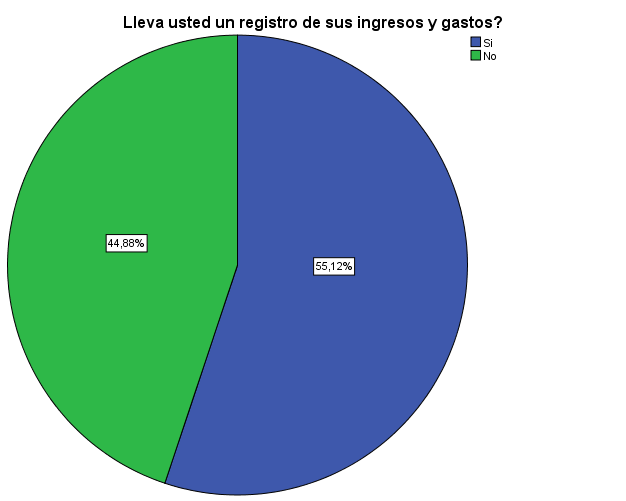 Lleva usted un registro de sus ingresos y gastos?
Si
No
44,88%
55,12%